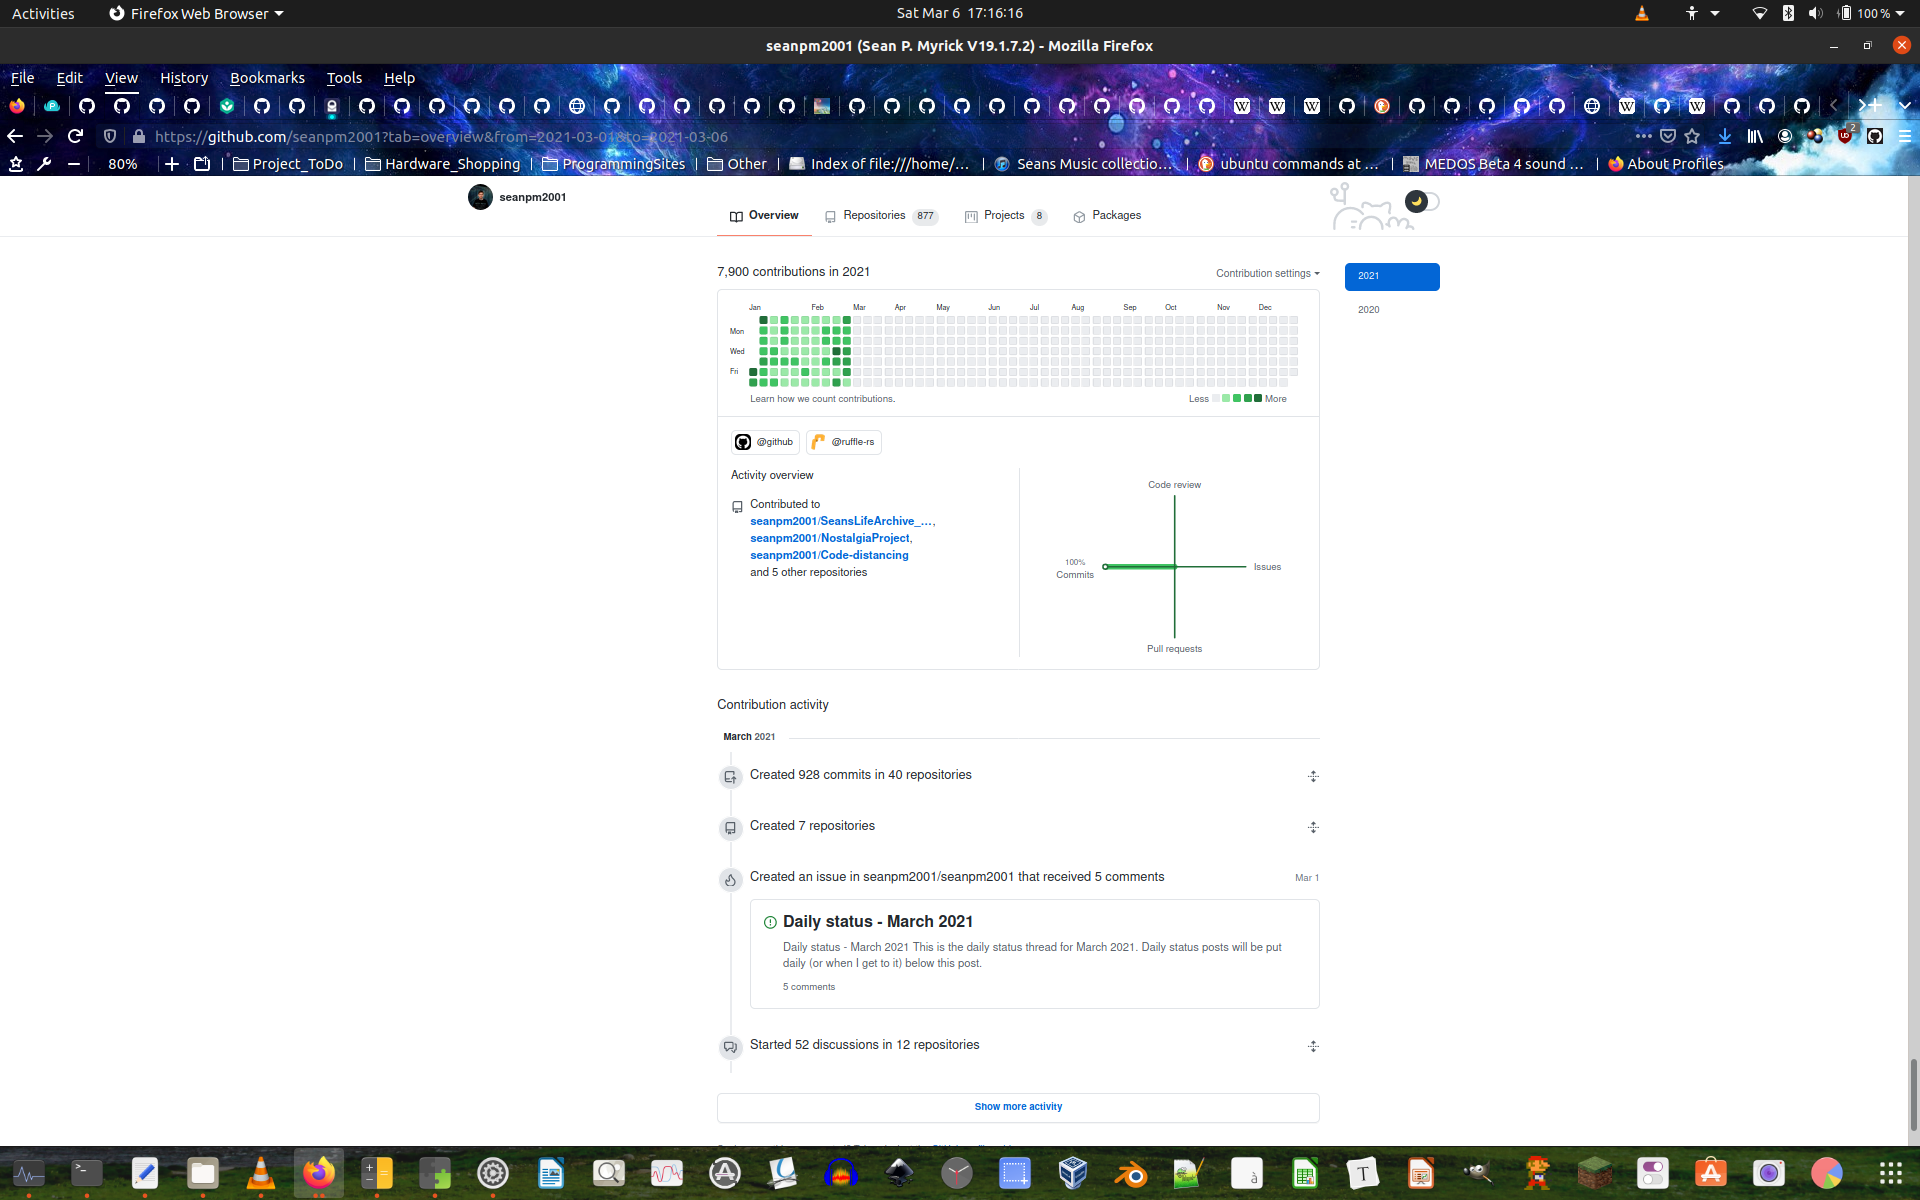 Activities
Firefox Web Browser
Sat Mar 6 17:16:16
100 %
seanpm2001 (Sean P. Myrick V19.1.7.2) - Mozilla Firefox
File Edit View History Bookmarks Tools Help
https://github.com/seanpm2001?tab=overview&from=2021-03-01&to=2021-03-06
2
80%
Project_ToDo
Hardware_Shopping
ProgrammingSites
Other
Index of file:///home/...
Seans Music collectio...
ubuntu commands at ...
MEDOS Beta 4 sound ...
About Profiles
seanpm2001
Overview
Repositories 877
Projects 8
Packages
7,900 contributions in 2021
Contribution settings
2021
2020
Jan Feb Mar Apr May Jun Jul Aug Sep Oct Nov Dec
Mon
Wed
Fri
Learn how we count contributions.
Less More
@github
@ruffle-rs
Activity overview
Contributed to
seanpm2001/SeansLifeArchive_...,
seanpm2001/NostalgiaProject,
seanpm2001/Code-distancing
and 5 other repositories
Code review
100%
Commits
Issues
Pull requests
Contribution activity
March 2021
Created 928 commits in 40 repositories
Created 7 repositories
Created an issue in seanpm2001/seanpm2001 that received 5 comments
Mar 1
Daily status - March 2021
Daily status - March 2021 This is the daily status thread for March 2021. Daily status posts will be put
daily (or when I get to it) below this post.
5 comments
Started 52 discussions in 12 repositories
Show more activity